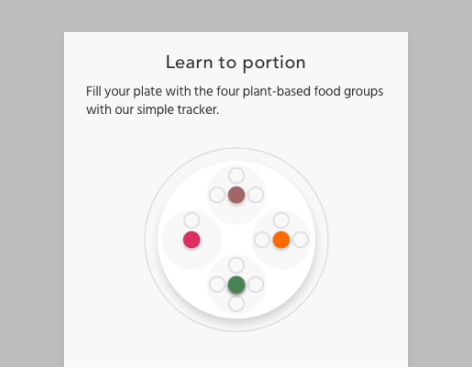 Learn to portion
Fill your plate with the four plant-based food groups
with our simple tracker.